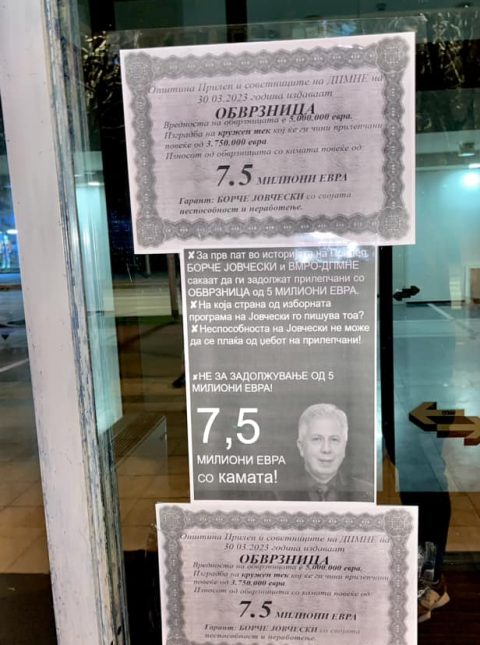 Општина Прилеп и советниците на ДПМНЕ на
30.03.2023 година издаваат
ОБВРЗНИЦА
Вредноста на обврзницата е 5,000,000 евра.
Изградба на кружен тек кој ќе ги чини прилепчани
повеќе од 3.750.000 евра
Износот од обврзницата со камата повеќе од
7.5 МИЛИОНИ ЕВРА
Гарант: БОРЧЕ ЈОВЧЕСКИ со својата
неспособност и неработење.
✘За прв пат во историјата на Прилеп
БОРЧЕ ЈОВЧЕСКИ и ВМРО-ДПМНЕ
сакаат да ги задолжат прилепчани со
ОБВРЗНИЦА од 5 МИЛИОНИ ЕВРА.
✘На која страна од изборната
програма на Јовчески го пишува тоа?
✘Неспособноста на Јовчески не може
да се плаќа од џебот на прилепчани!
✘НЕ ЗА ЗАДОЛЖУВАЊЕ ОД 5
МИЛИОНИ ЕВРА!
7,5
МИЛИОНИ ЕВРА
со камата!
Општина Прилеп и советниците на ДПМНЕ на
30.03.2023 година издаваат
ОБВРЗНИЦА
Вредноста на обврзницата е 5,000,000 евра.
Изградба на кружен тек кој ќе ги чини прилепчани
повеќе од 3.750.000 евра
Износот од обврзницата со камата повеќе од
7.5 МИЛИОНИ ЕВРА
Гарант: БОРЧЕ ЈОВЧЕСКИ со својата
неспособност и неработење.